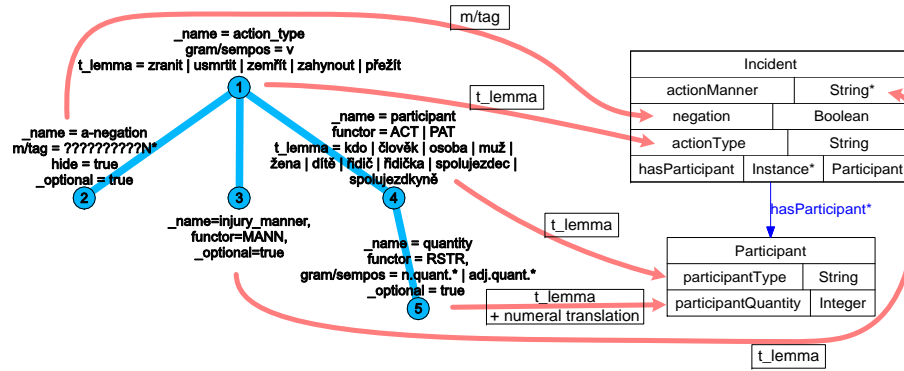 m/tag
_name = action_type
gram/sempos = v
t_lemma = zranit | usmrtit | zemřít | zahynout | přežít
1
t_lemma
Incident
actionManner String*
negation Boolean
actionType String
hasParticipant Instance* Participant
_name = a-negation
m/tag = ??????????N*
hide = true
_optional = true
2
_name = participant
functor = ACT | PAT
t_lemma = kdo | člověk | osoba | muž |
žena | dítě | řidič | řidička | spolujezdec |
spolujezdkyně
3
4
_name=injury_manner,
functor=MANN,
_optional=true
hasParticipant*
t_lemma
_name = quantity
functor = RSTR,
gram/sempos = n.quant.* | adj.quant.*
_optional = true
5
Participant
participantType String
participantQuantity Integer
t_lemma
+ numeral translation
t_lemma